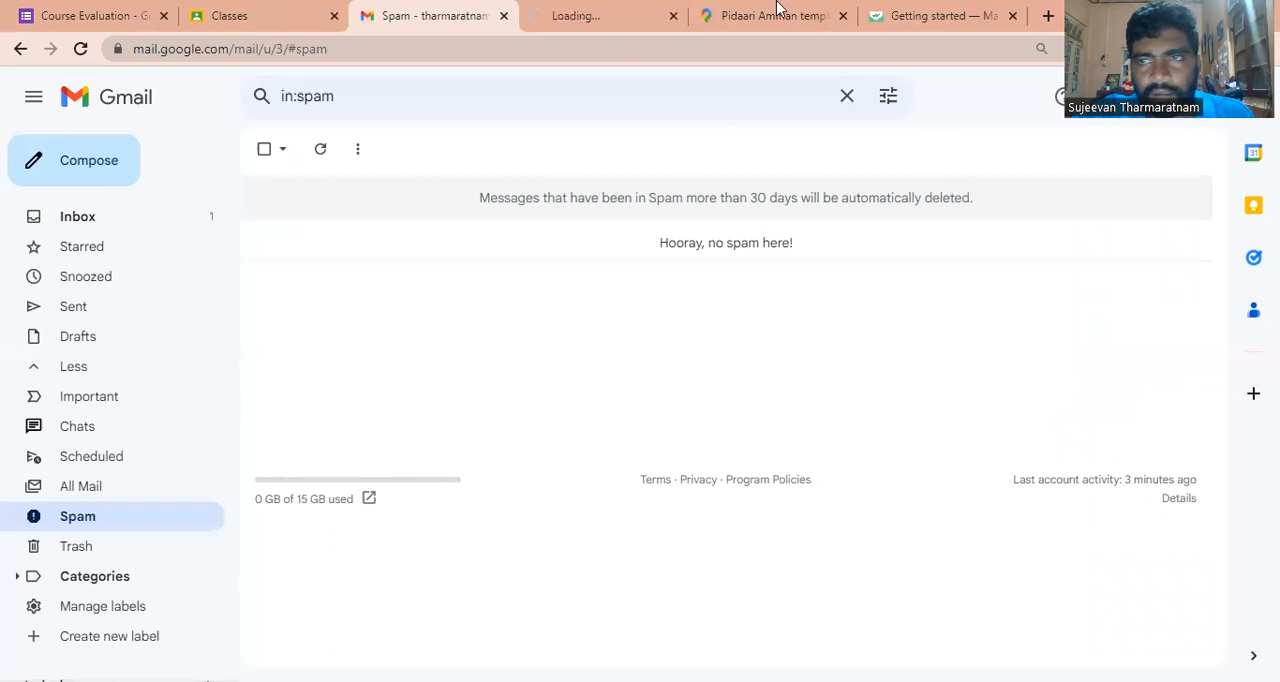 Course Evaluation - G
Classes
Spam - tharmaratnam
Loading...
Pidaari Amman templ
Getting started — Ma
mail.google.com/mail/u/3/#spam
Gmail
in:spam
Sujeevan Tharmaratnam
Compose
Messages that have been in Spam more than 30 days will be automatically deleted.
Inbox 1
Hooray, no spam here!
Starred
Snoozed
Sent
Drafts
Less
Important
Chats
Scheduled
All Mail
Spam
Trash
Categories
Manage labels
Create new label
0 GB of 15 GB used
Terms · Privacy · Program Policies
Last account activity: 3 minutes ago
Details
31